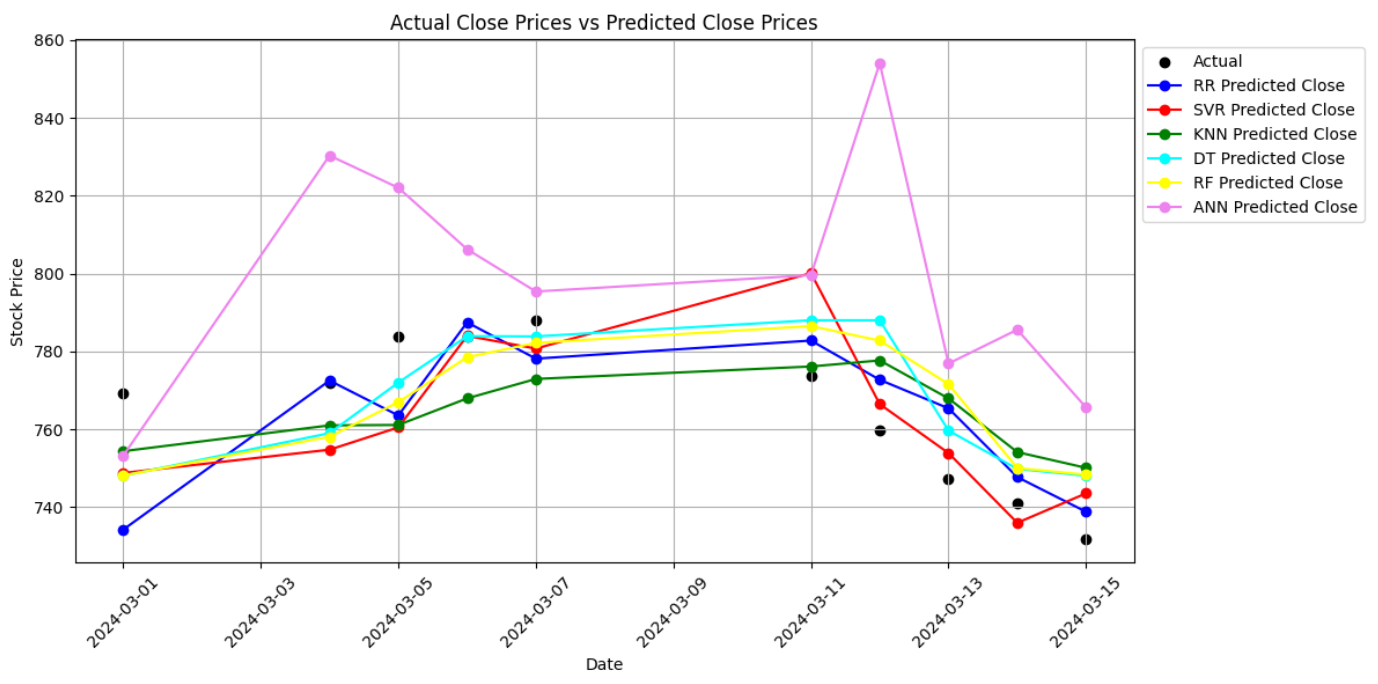 Actual Close Prices vs Predicted Close Prices
860
840
820
800
780
760
740
Stock Price
2024-03-01
2024-03-03
2024-03-05
2024-03-07
2024-03-09
2024-03-11
2024-03-13
2024-03-15
Date
Actual
RR Predicted Close
SVR Predicted Close
KNN Predicted Close
DT Predicted Close
RF Predicted Close
ANN Predicted Close